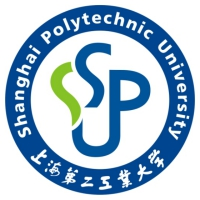 Shanghai Polytechnic University
SSPU
上海第二工业大学